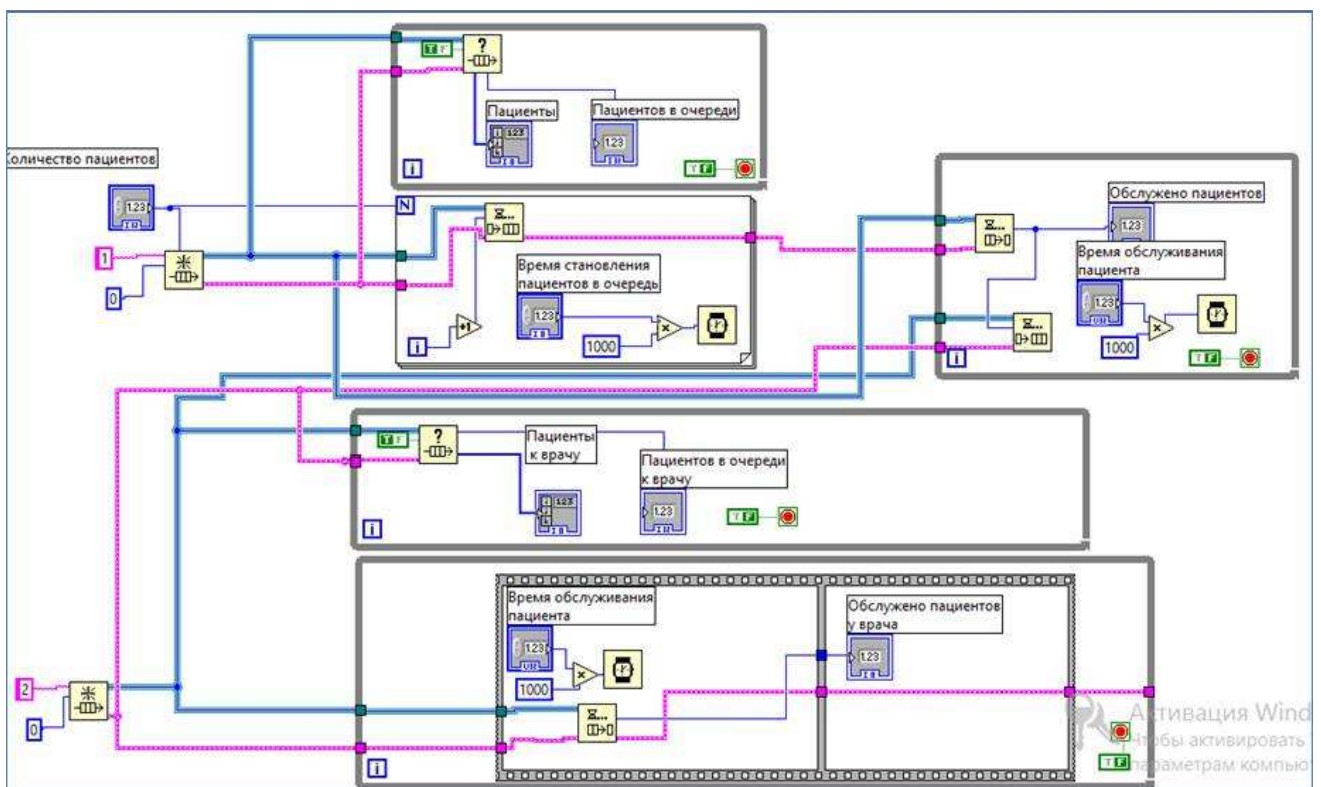 Пациенты
Пациентов в очереди
Количество пациентов
Время становления
пациентов в очередь
1000
Обслужено пациентов
Время обслуживания
пациента
1000
1
0
N
i
i
i
+1
T F
T F
T F
Пациенты
к врачу
Пациентов в очереди
к врачу
T F
T F
i
Время обслуживания
пациента
1000
Обслужено пациентов
у врача
2
0
i
T F
Активация Wind
Чтобы активировать
параметрам компью